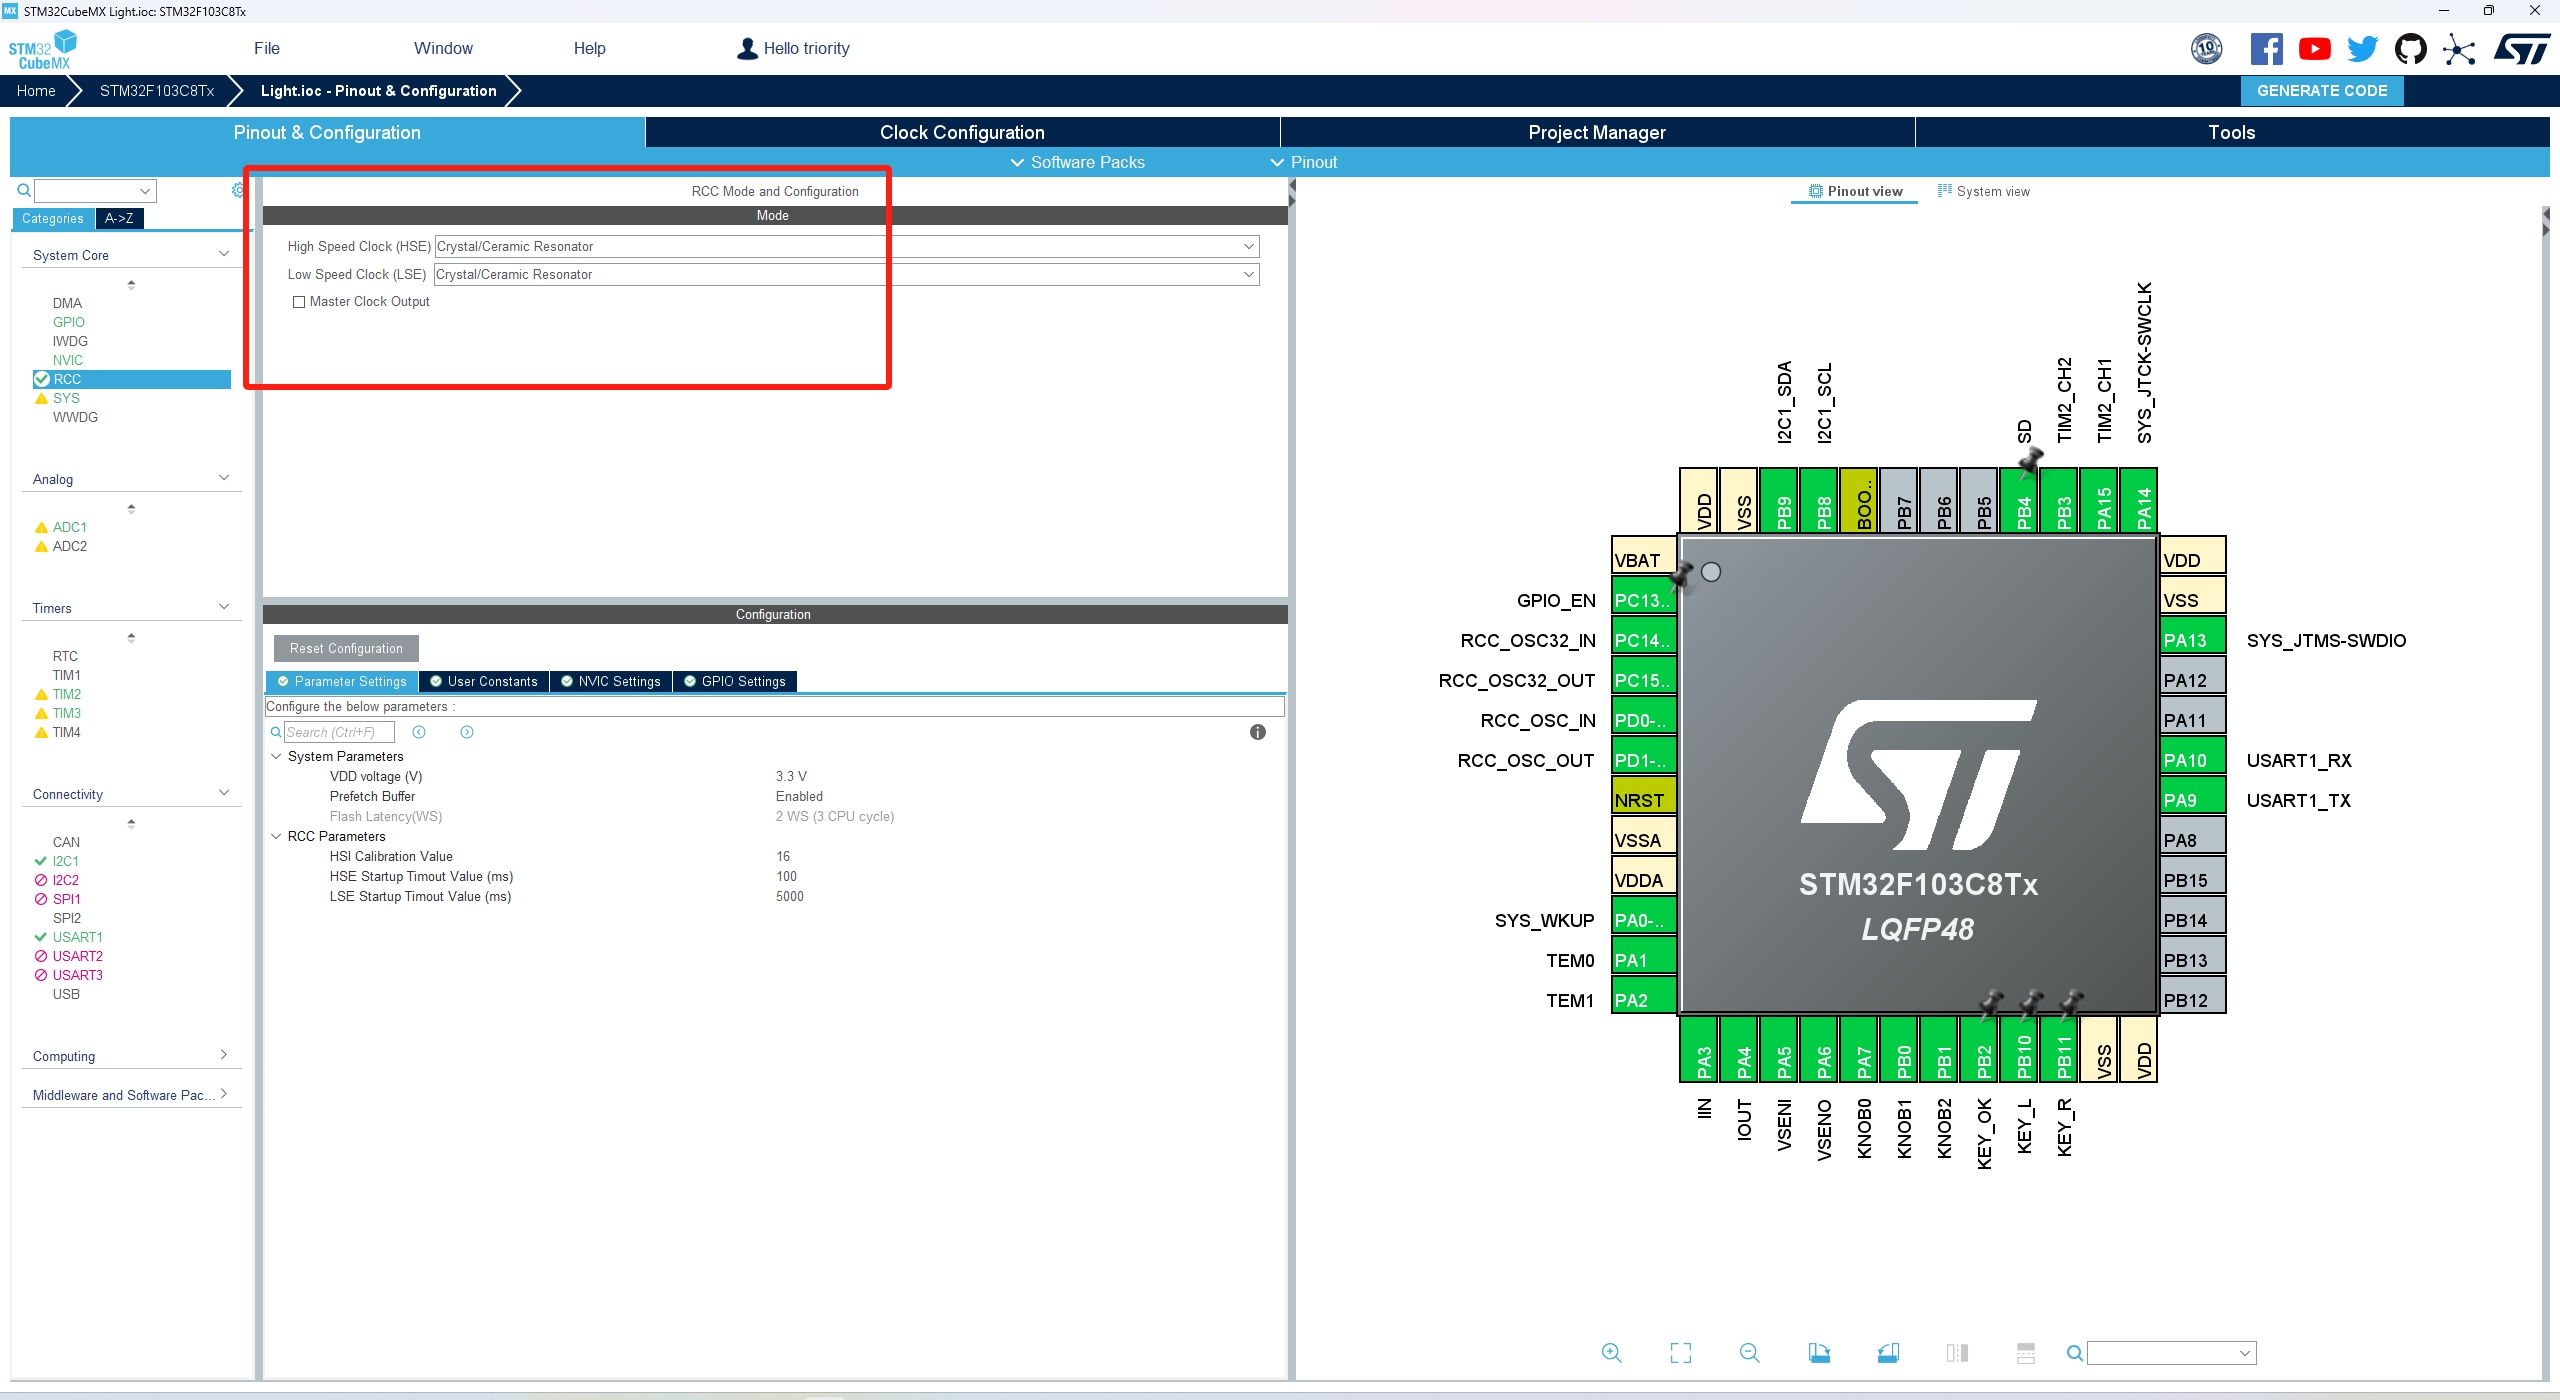 MX STM32CubeMX Light.ioc: STM32F103C8Tx
STM32
CubeMX
File
Window
Help
Hello triority
10
ST
Home
STM32F103C8Tx
Light.ioc - Pinout & Configuration
GENERATE CODE
Pinout & Configuration
Clock Configuration
Project Manager
Tools
Software Packs
Pinout
Categories
A->Z
System Core
DMA
GPIO
IWDG
NVIC
RCC
SYS
WWDG
Analog
ADC1
ADC2
Timers
RTC
TIM1
TIM2
TIM3
TIM4
Connectivity
CAN
I2C1
I2C2
SPI1
SPI2
USART1
USART2
USART3
USB
Computing
Middleware and Software Pac...
RCC Mode and Configuration
Mode
High Speed Clock (HSE) Crystal/Ceramic Resonator
Low Speed Clock (LSE) Crystal/Ceramic Resonator
Master Clock Output
Configuration
Reset Configuration
Parameter Settings
User Constants
NVIC Settings
GPIO Settings
Configure the below parameters :
Search (Ctrl+F)
System Parameters
VDD voltage (V) 3.3 V
Prefetch Buffer Enabled
Flash Latency(WS) 2 WS (3 CPU cycle)
RCC Parameters
HSI Calibration Value 16
HSE Startup Timout Value (ms) 100
LSE Startup Timout Value (ms) 5000
Pinout view
System view
I2C1_SDA
I2C1_SCL
SD
TIM2_CH2
TIM2_CH1
SYS_JTCK-SWCLK
VDD
VSS
PB9
PB8
BOO..
PB7
PB6
PB5
PB4
PB3
PA15
PA14
VBAT
GPIO_EN PC13..
RCC_OSC32_IN PC14..
RCC_OSC32_OUT PC15..
RCC_OSC_IN PD0-..
RCC_OSC_OUT PD1-..
NRST
VSSA
VDDA
SYS_WKUP PA0-..
TEM0 PA1
TEM1 PA2
ST
STM32F103C8Tx
LQFP48
VDD
VSS
PA13 SYS_JTMS-SWDIO
PA12
PA11
PA10 USART1_RX
PA9 USART1_TX
PA8
PB15
PB14
PB13
PB12
PA3
PA4
PA5
PA6
PA7
PB0
PB1
PB2
PB10
PB11
VSS
VDD
IIN
IOUT
VSENI
VSENO
KNOB0
KNOB1
KNOB2
KEY_OK
KEY_L
KEY_R